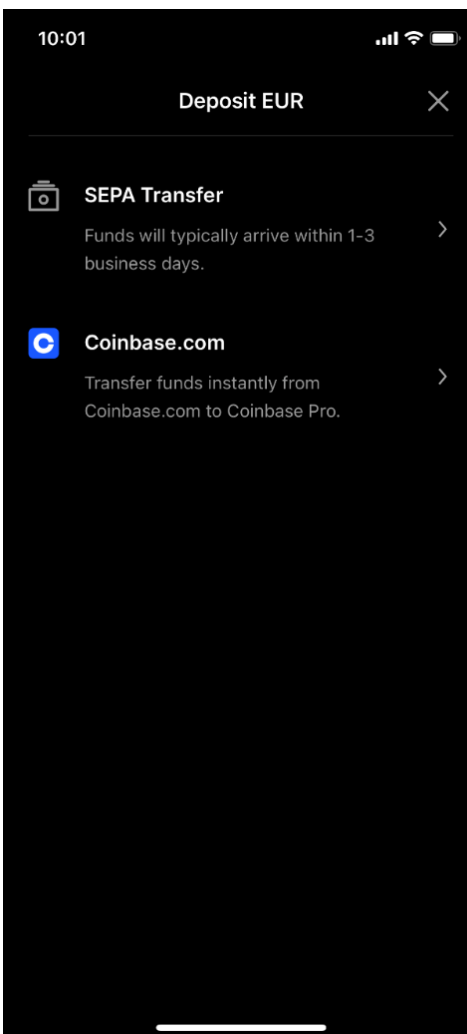 10:01
Deposit EUR
SEPA Transfer
Funds will typically arrive within 1-3
business days.
Coinbase.com
Transfer funds instantly from
Coinbase.com to Coinbase Pro.